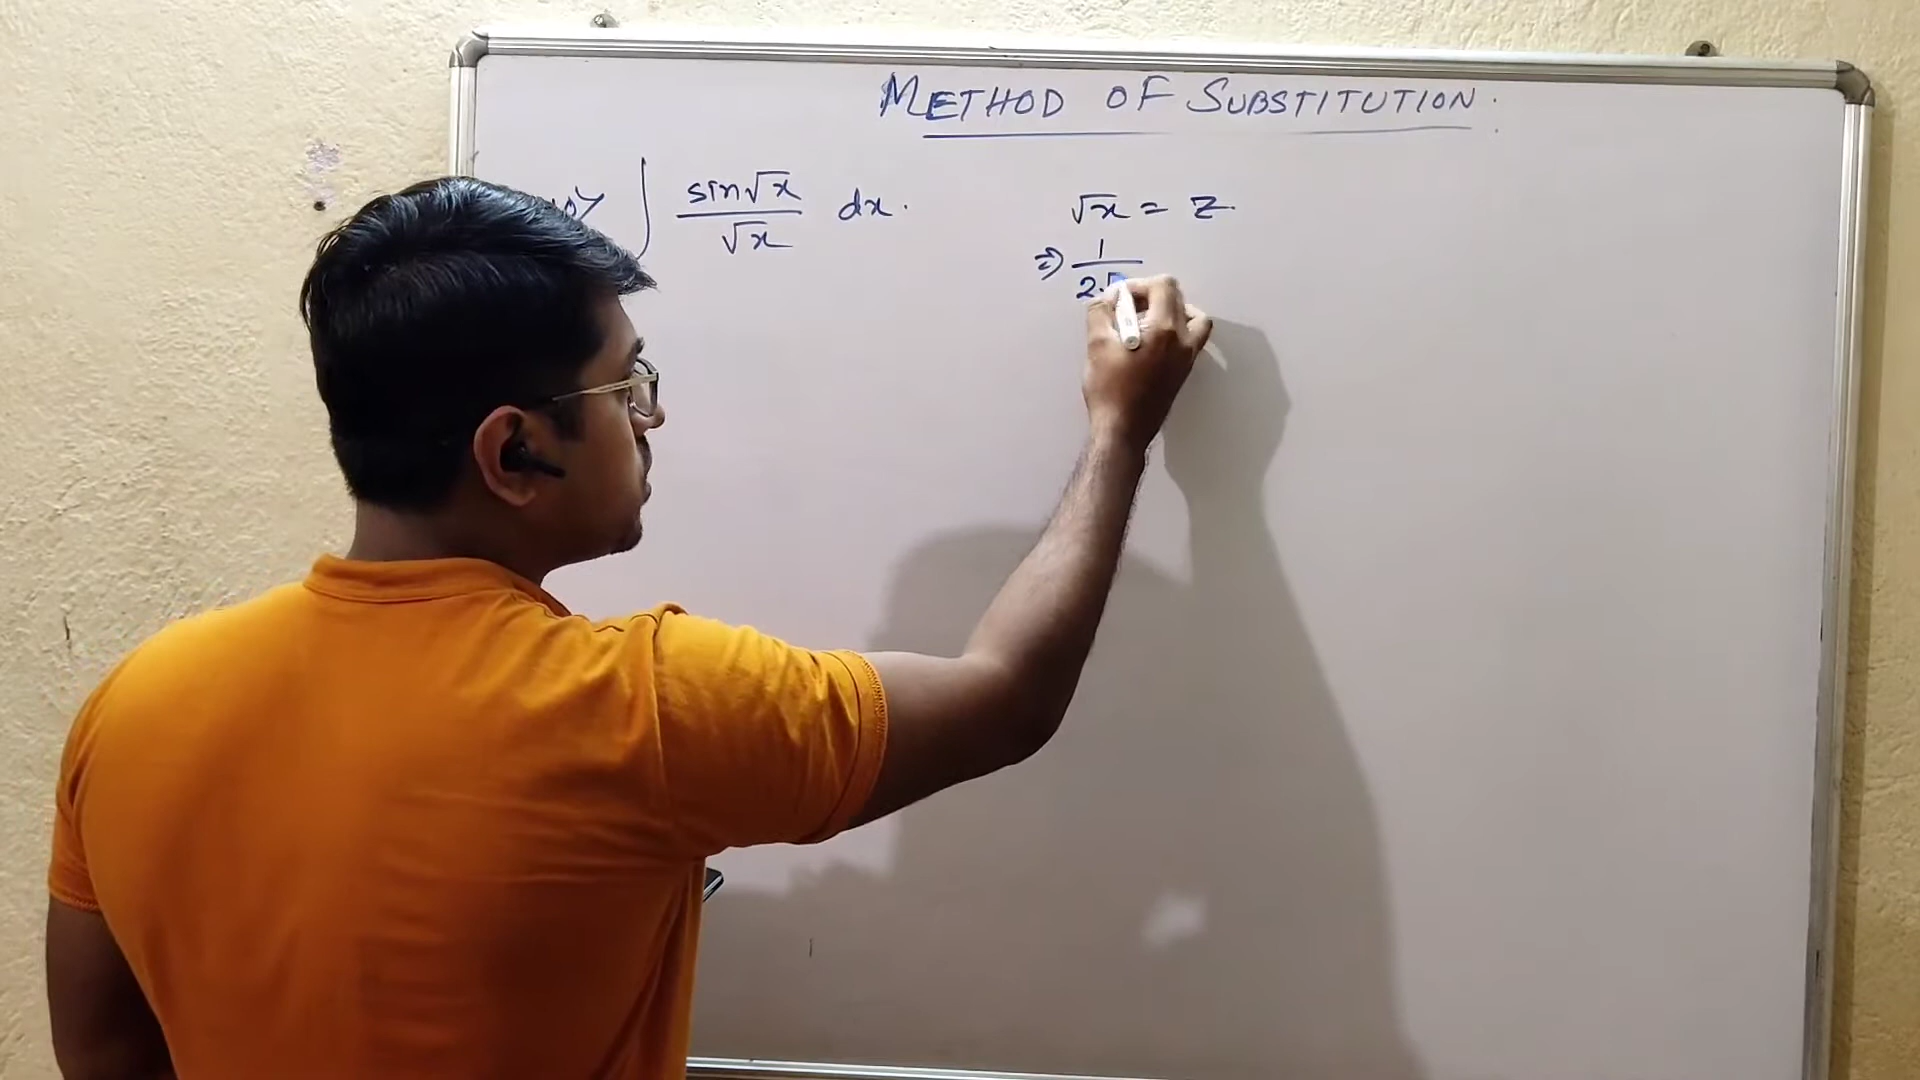 METHOD OF SUBSTITUTION.
∫ sin√x / √x dx.
√x = z.
⇒ 1 / 2√